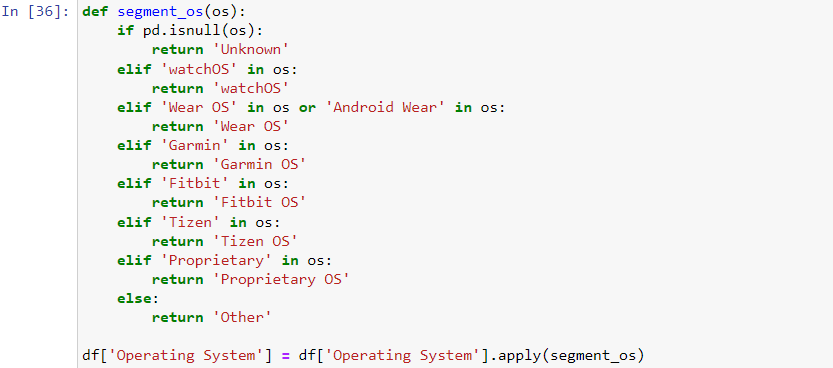 In [36]: def segment_os(os):
    if pd.isnull(os):
        return 'Unknown'
    elif 'watchOS' in os:
        return 'watchOS'
    elif 'Wear OS' in os or 'Android Wear' in os:
        return 'Wear OS'
    elif 'Garmin' in os:
        return 'Garmin OS'
    elif 'Fitbit' in os:
        return 'Fitbit OS'
    elif 'Tizen' in os:
        return 'Tizen OS'
    elif 'Proprietary' in os:
        return 'Proprietary OS'
    else:
        return 'Other'

df['Operating System'] = df['Operating System'].apply(segment_os)